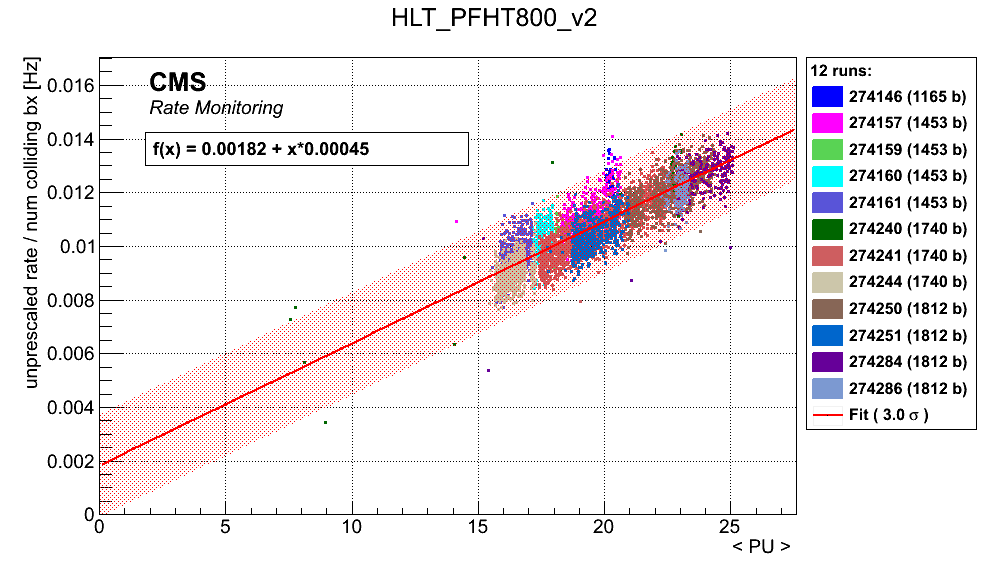 HLT_PFHT800_v2
unprescaled rate / num colliding bx [Hz]
0.016
0.014
0.012
0.01
0.008
0.006
0.004
0.002
0
CMS
Rate Monitoring
f(x) = 0.00182 + x*0.00045
0
5
10
15
20
25
< PU >
12 runs:
274146 (1165 b)
274157 (1453 b)
274159 (1453 b)
274160 (1453 b)
274161 (1453 b)
274240 (1740 b)
274241 (1740 b)
274244 (1740 b)
274250 (1812 b)
274251 (1812 b)
274284 (1812 b)
274286 (1812 b)
Fit ( 3.0 σ )